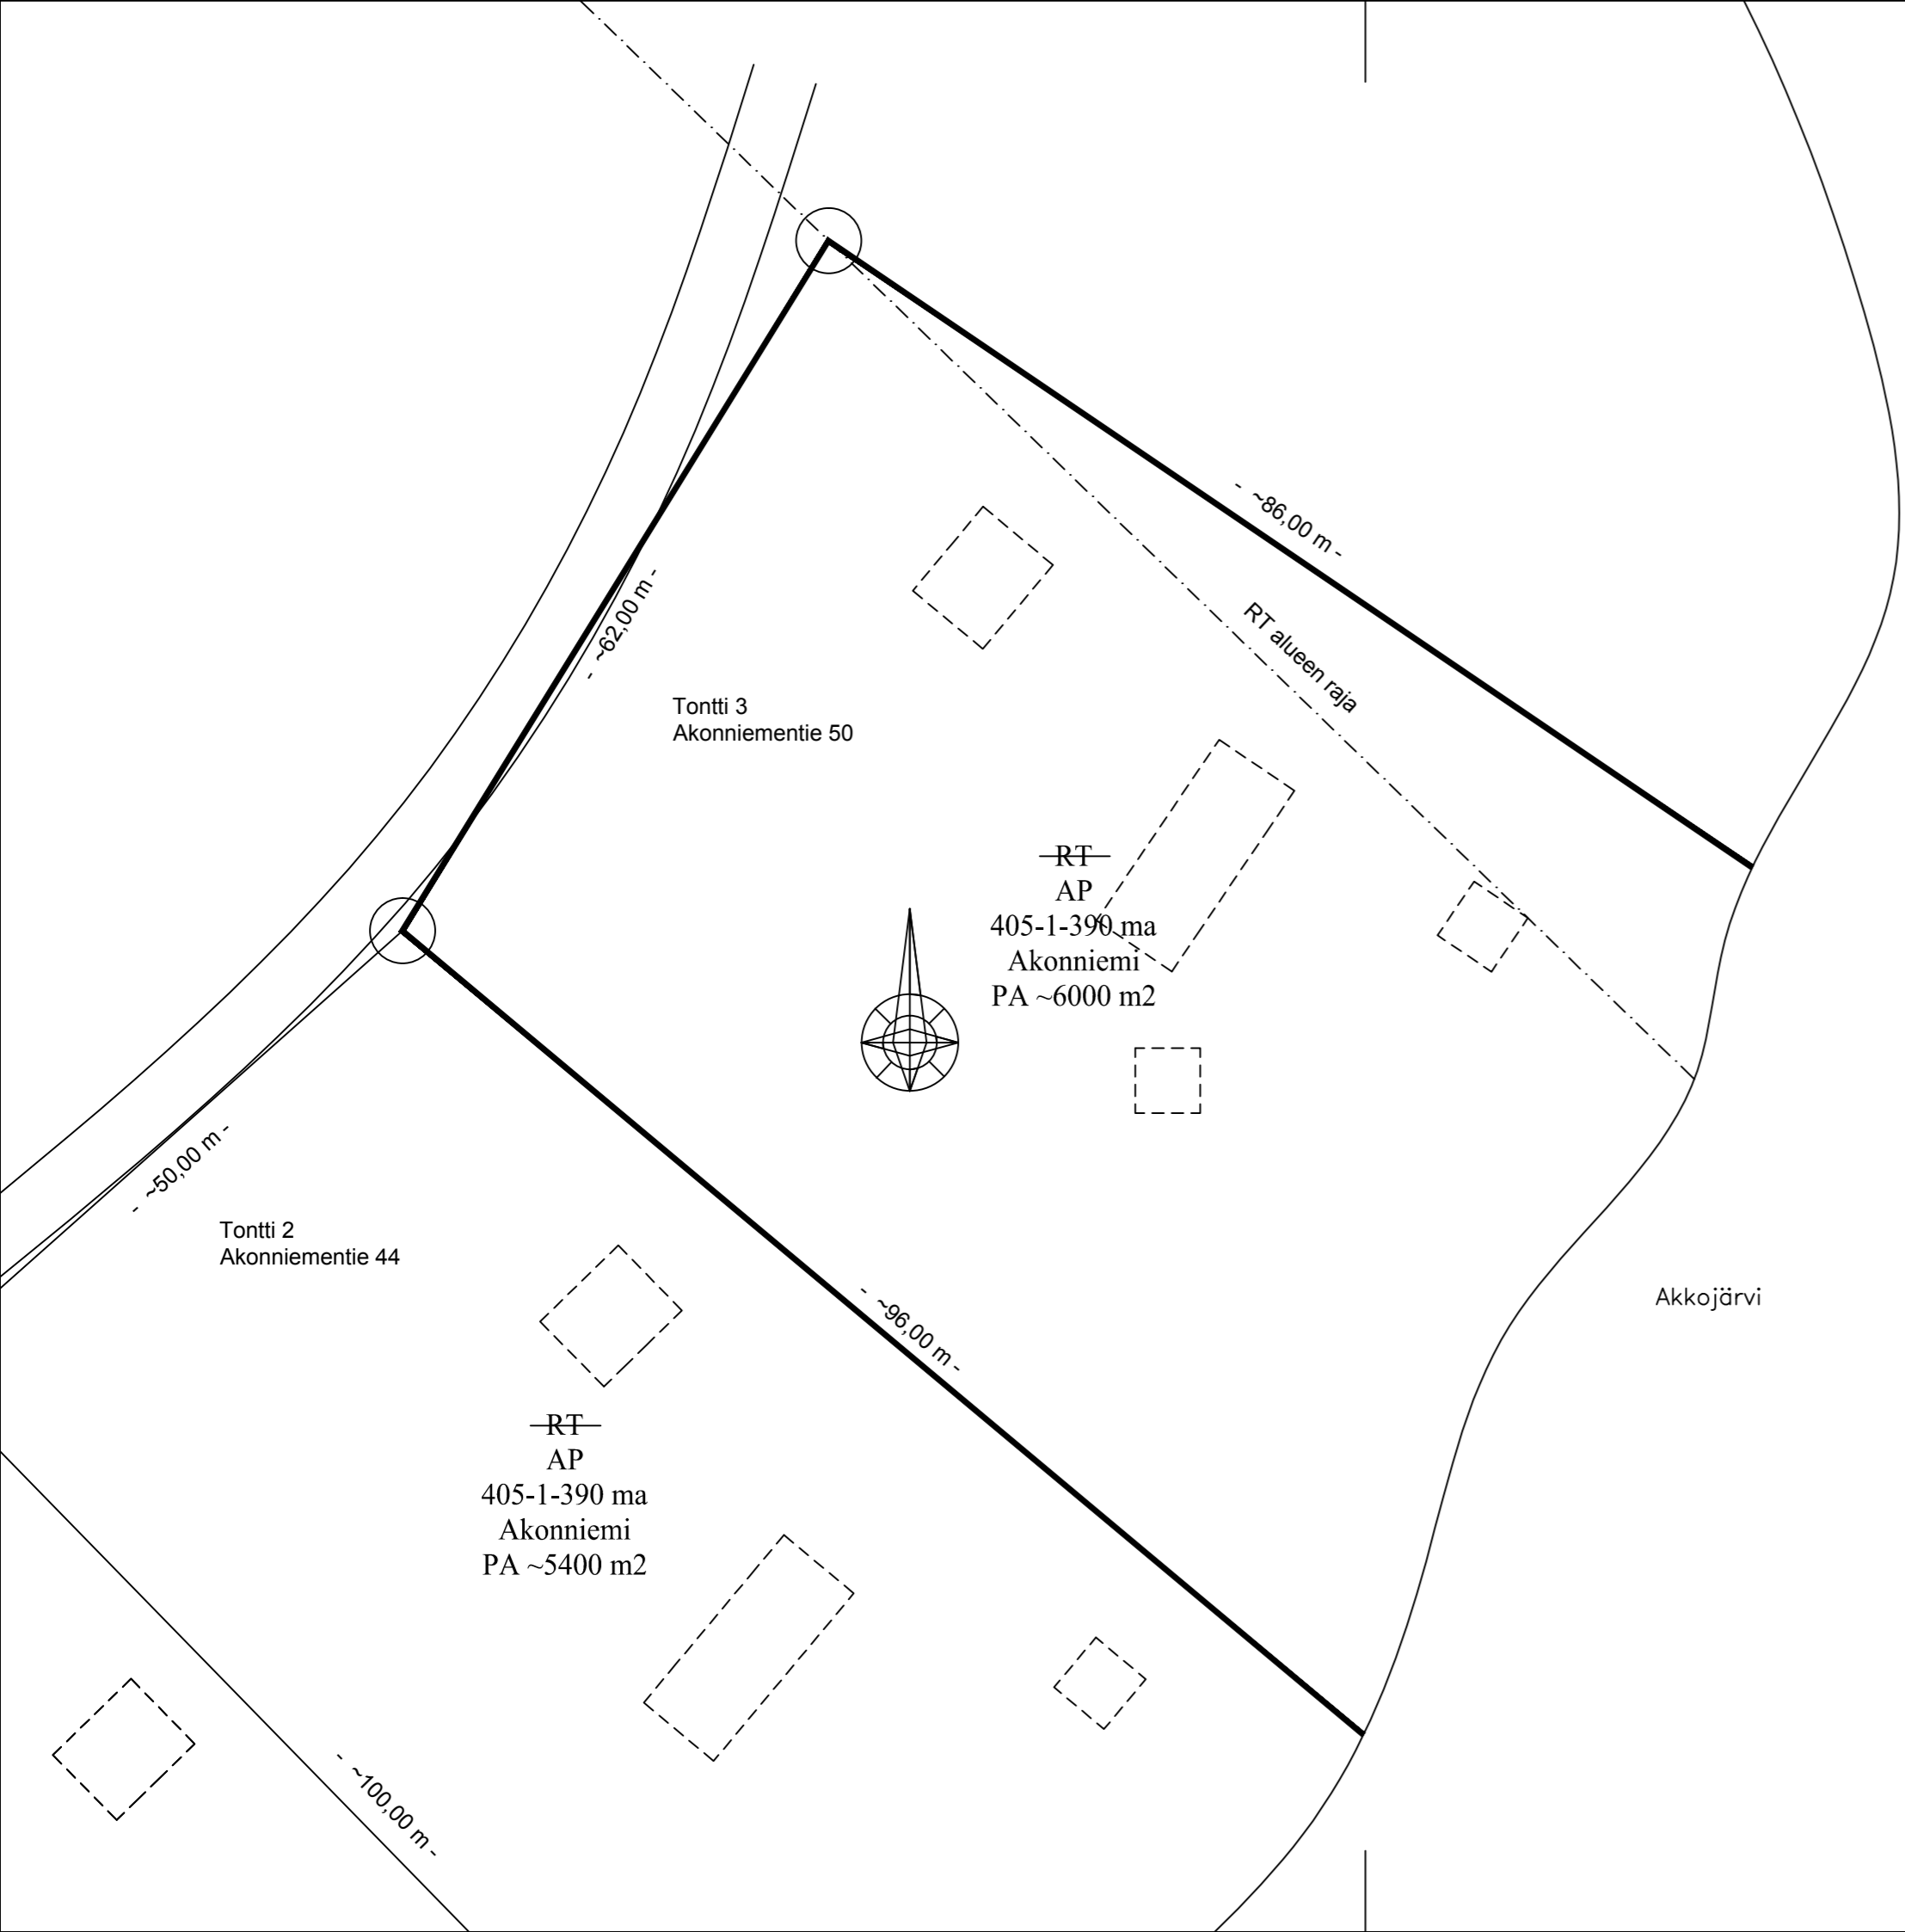 - ~86,00 m -
- ~62,00 m -
RT alueen raja
Tontti 3
Akonniementie 50
RT
AP
405-1-390 ma
Akonniemi
PA ~6000 m2
- ~50,00 m -
Tontti 2
Akonniementie 44
- ~96,00 m -
Akkojärvi
RT
AP
405-1-390 ma
Akonniemi
PA ~5400 m2
- ~100,00 m -